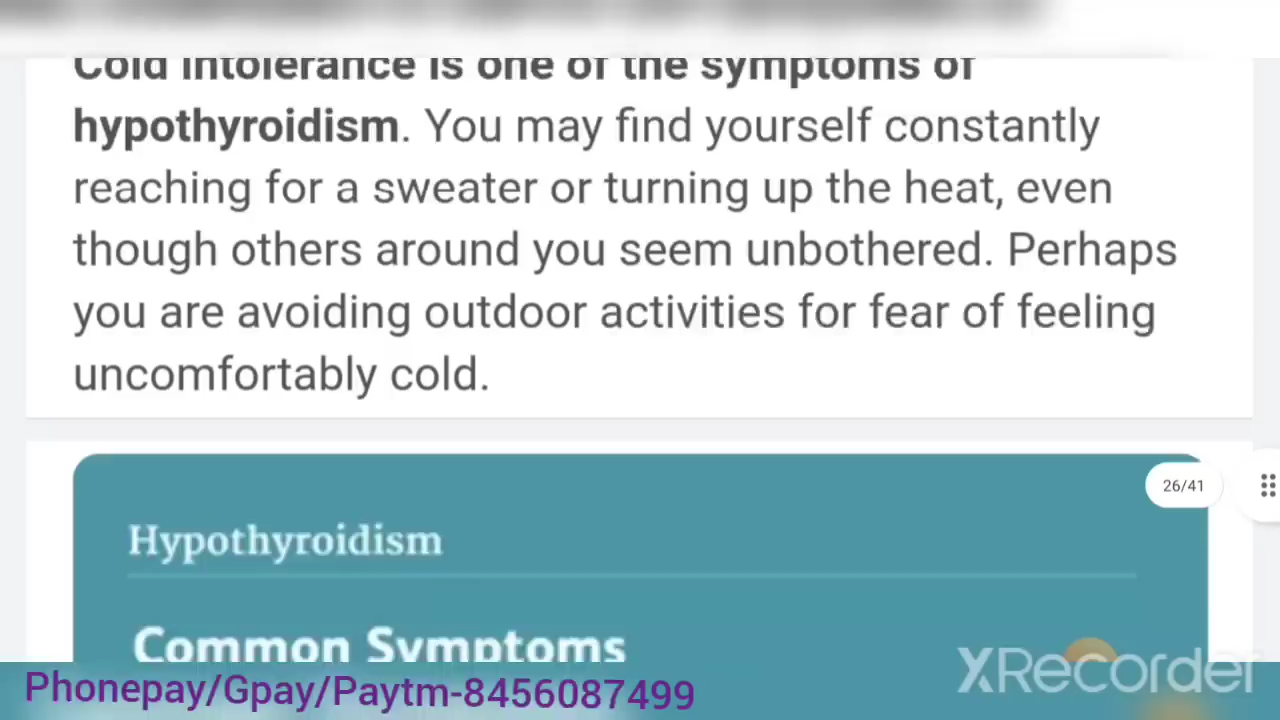 Cold intolerance is one of the symptoms of
hypothyroidism. You may find yourself constantly
reaching for a sweater or turning up the heat, even
though others around you seem unbothered. Perhaps
you are avoiding outdoor activities for fear of feeling
uncomfortably cold.
26/41
Hypothyroidism
Common Symptoms
XRecorder
Phonepay/Gpay/Paytm-8456087499